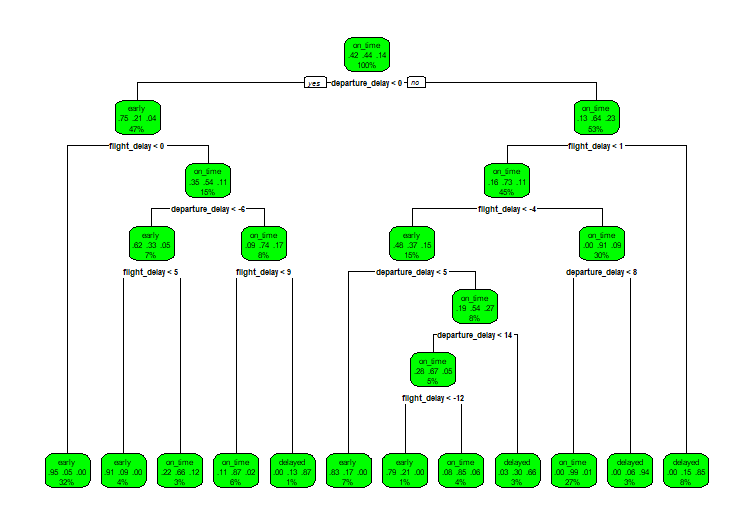 on_time
.42 .44 .14
100%
yes departure_delay < 0 no
early
.75 .21 .04
47%
on_time
.13 .64 .23
53%
flight_delay < 0
flight_delay < 1
on_time
.35 .54 .11
15%
on_time
.16 .73 .11
45%
departure_delay < -6
flight_delay < -4
early
.62 .33 .05
7%
on_time
.09 .74 .17
8%
early
.48 .37 .15
15%
on_time
.00 .91 .09
30%
flight_delay < 5
flight_delay < 9
departure_delay < 5
departure_delay < 8
on_time
.19 .54 .27
8%
departure_delay < 14
on_time
.28 .67 .05
5%
flight_delay < -12
early
.95 .05 .00
32%
early
.91 .09 .00
4%
on_time
.22 .66 .12
3%
on_time
.11 .87 .02
6%
delayed
.00 .13 .87
1%
early
.83 .17 .00
7%
early
.79 .21 .00
1%
on_time
.08 .85 .06
4%
delayed
.03 .30 .66
3%
on_time
.00 .99 .01
27%
delayed
.00 .06 .94
3%
delayed
.00 .15 .85
8%